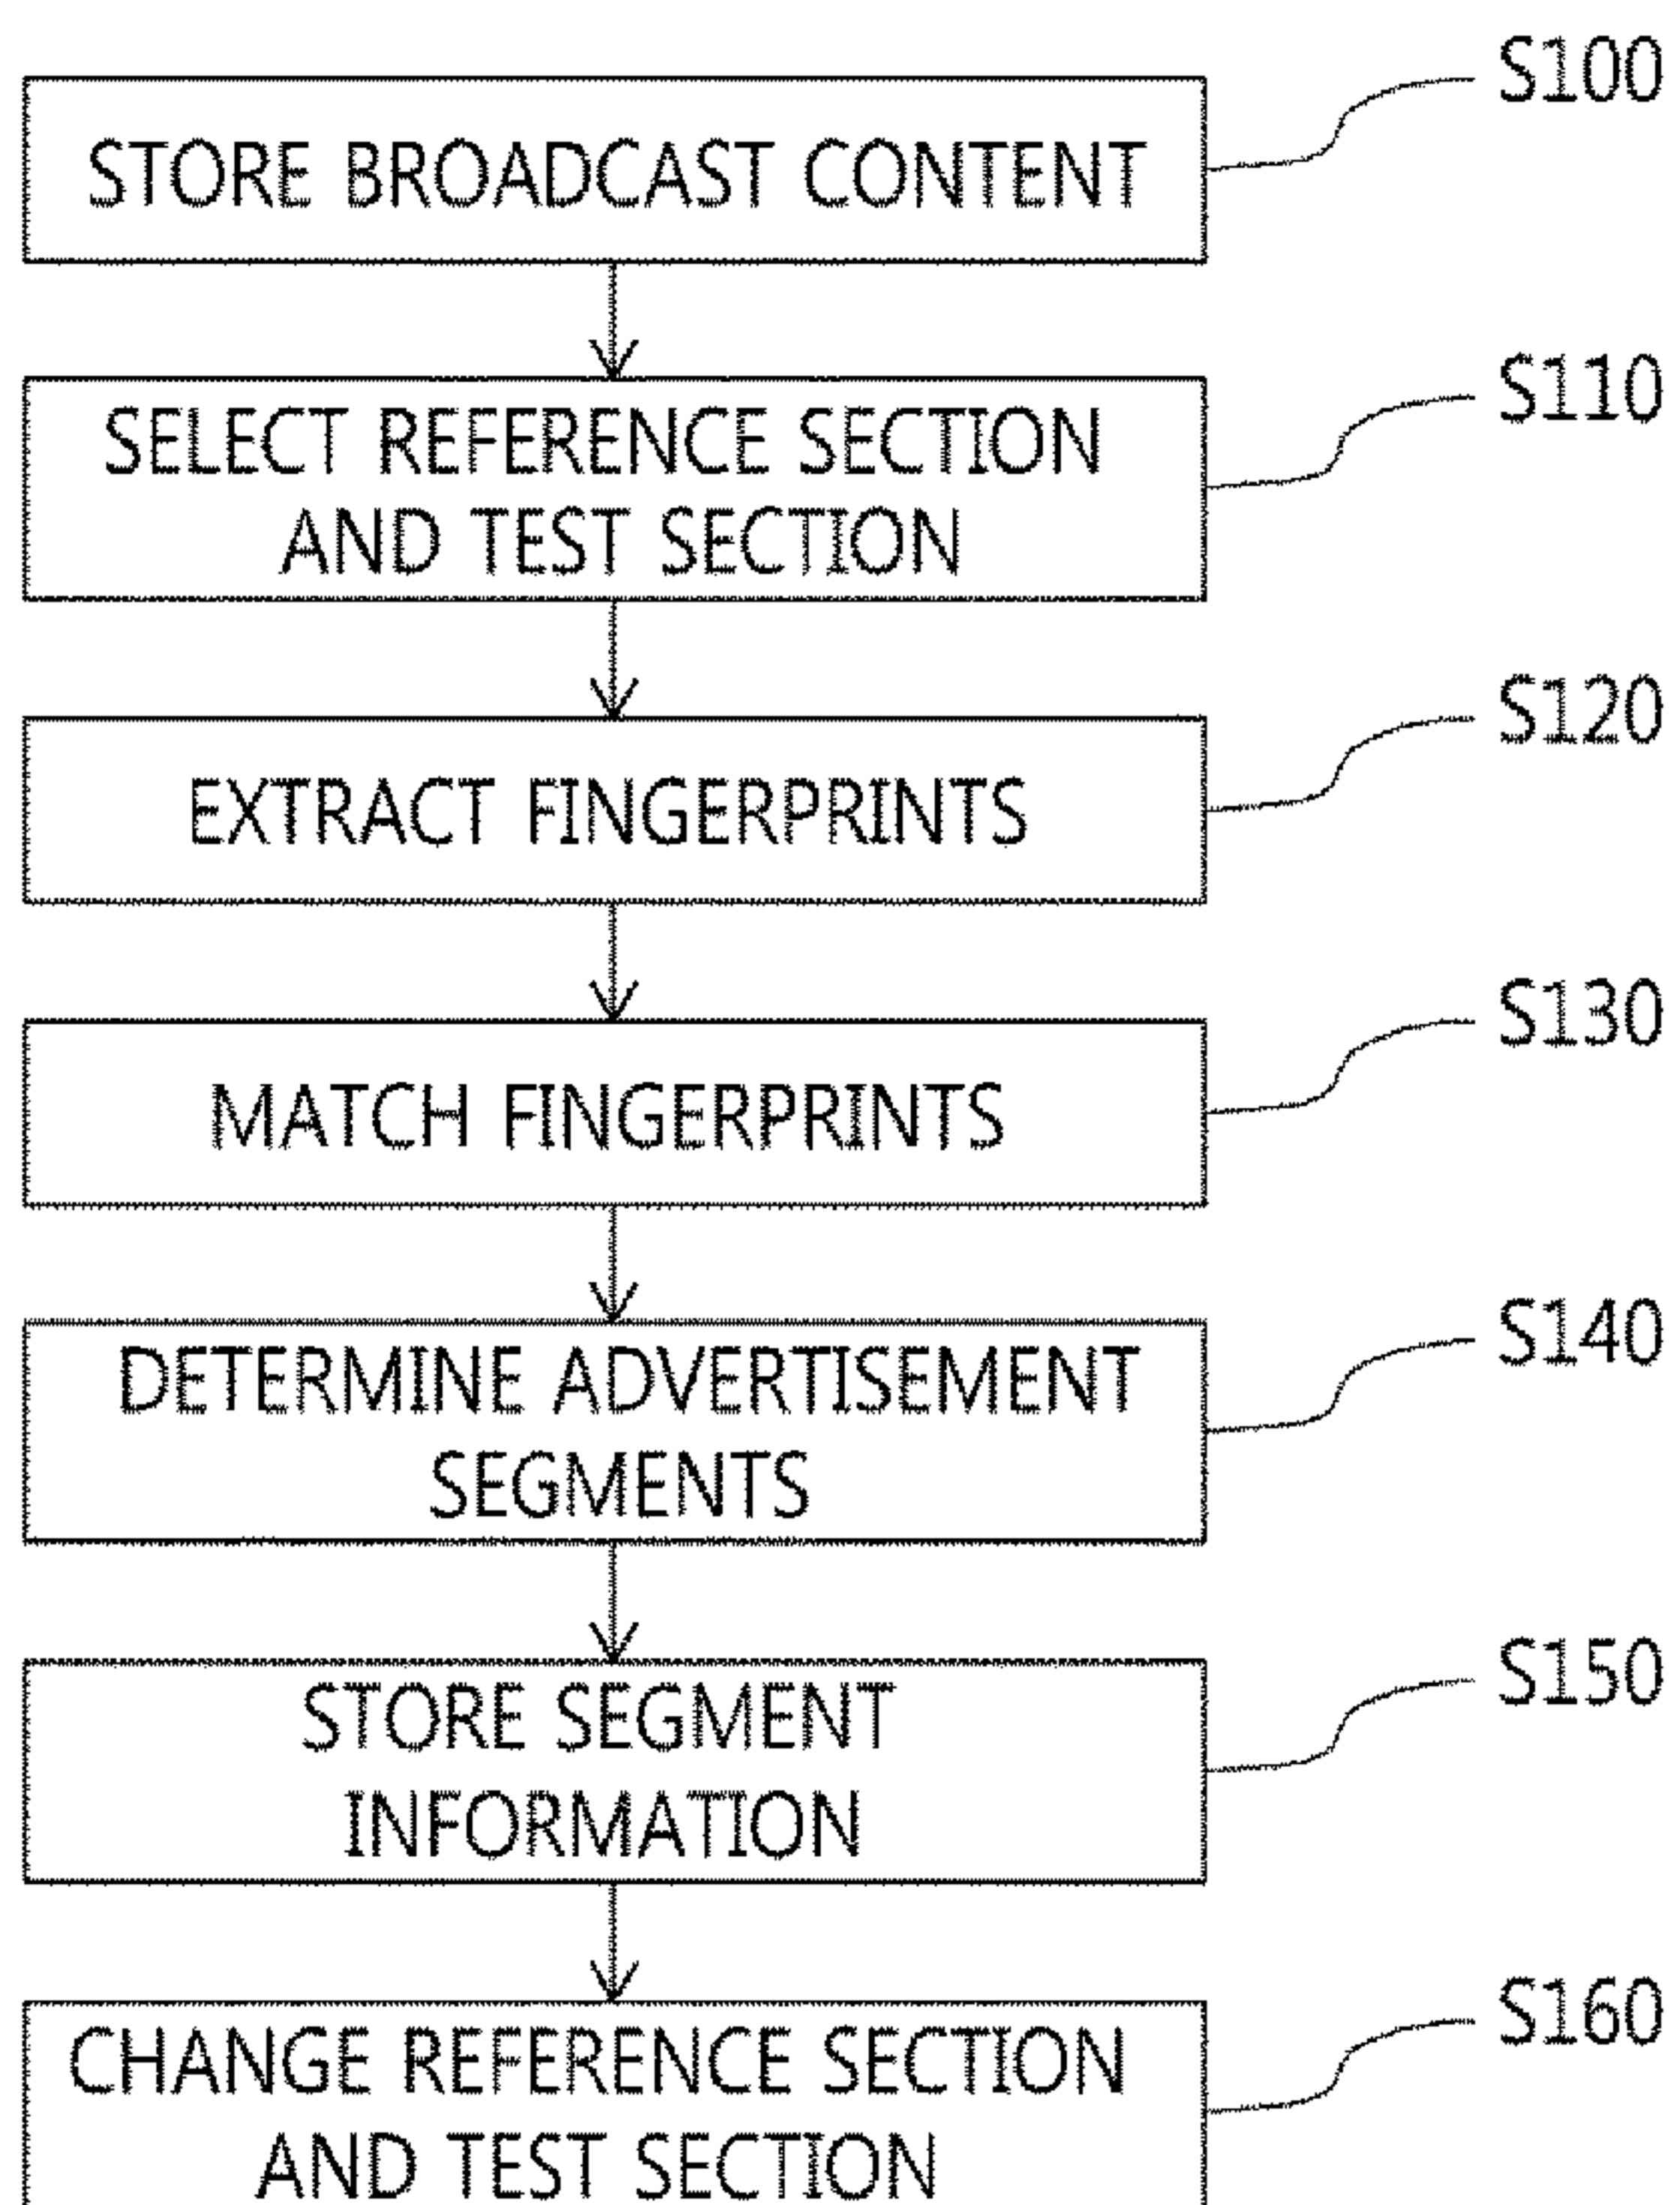 S100
STORE BROADCAST CONTENT
S110
SELECT REFERENCE SECTION
AND TEST SECTION
S120
EXTRACT FINGERPRINTS
S130
MATCH FINGERPRINTS
S140
DETERMINE ADVERTISEMENT
SEGMENTS
S150
STORE SEGMENT
INFORMATION
S160
CHANGE REFERENCE SECTION
AND TEST SECTION